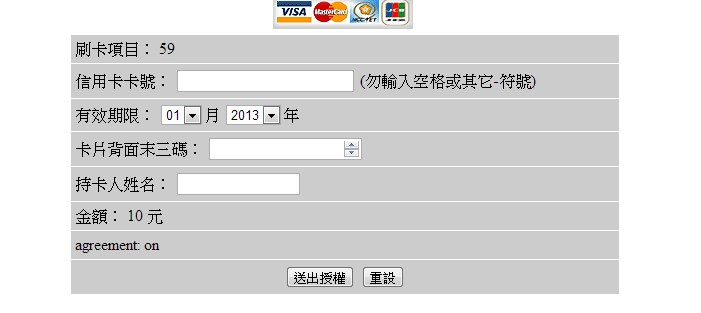 VISA MasterCard NCCNET JCB
刷卡項目： 59
信用卡卡號： (勿輸入空格或其它-符號)
有效期限： 01 月 2013 年
卡片背面末三碼：
持卡人姓名：
金額： 10 元
agreement: on
送出授權 重設